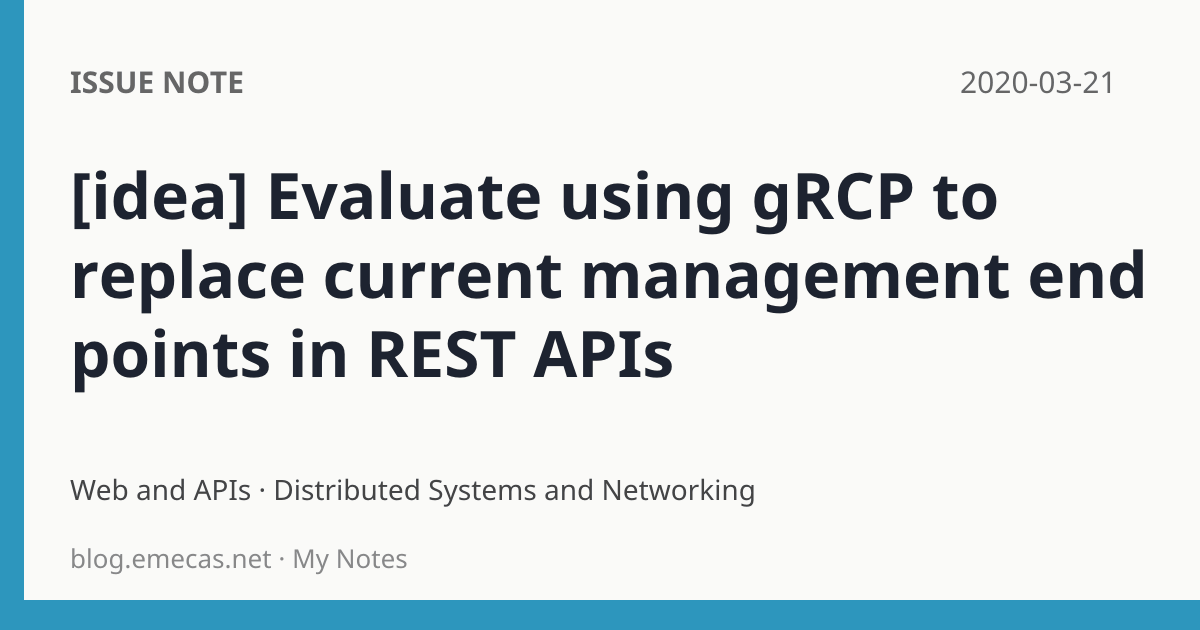 ISSUE NOTE
2020-03-21
[idea] Evaluate using gRCP to
replace current management end
points in REST APIs
Web and APIs · Distributed Systems and Networking
blog.emecas.net · My Notes